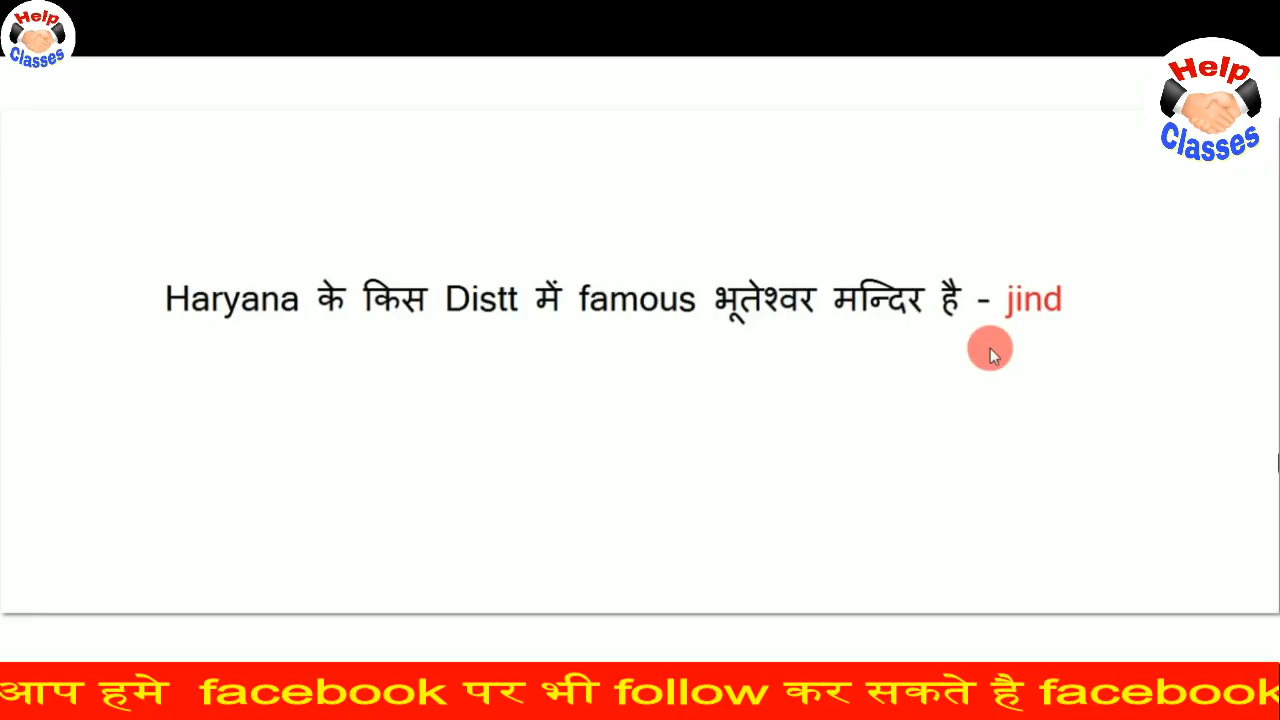 Help
Classes
Help
Classes
Haryana के किस Distt में famous भूतेश्वर मन्दिर है - jind
आप हमे facebook पर भी follow कर सकते है facebook